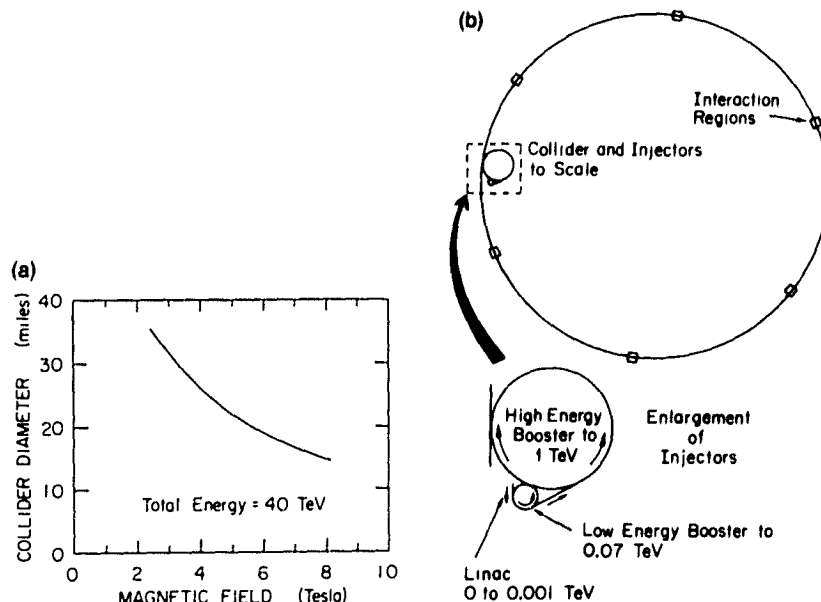 (a)
COLLIDER DIAMETER (miles)
40
30
20
10
0
Total Energy = 40 TeV
0 2 4 6 8 10
MAGNETIC FIELD (Tesla)
(b)
Interaction
Regions
Collider and Injectors
to Scale
High Energy
Booster to
1 TeV
Enlargement
of
Injectors
Low Energy Booster to
0.07 TeV
Linac
0 to 0.001 TeV